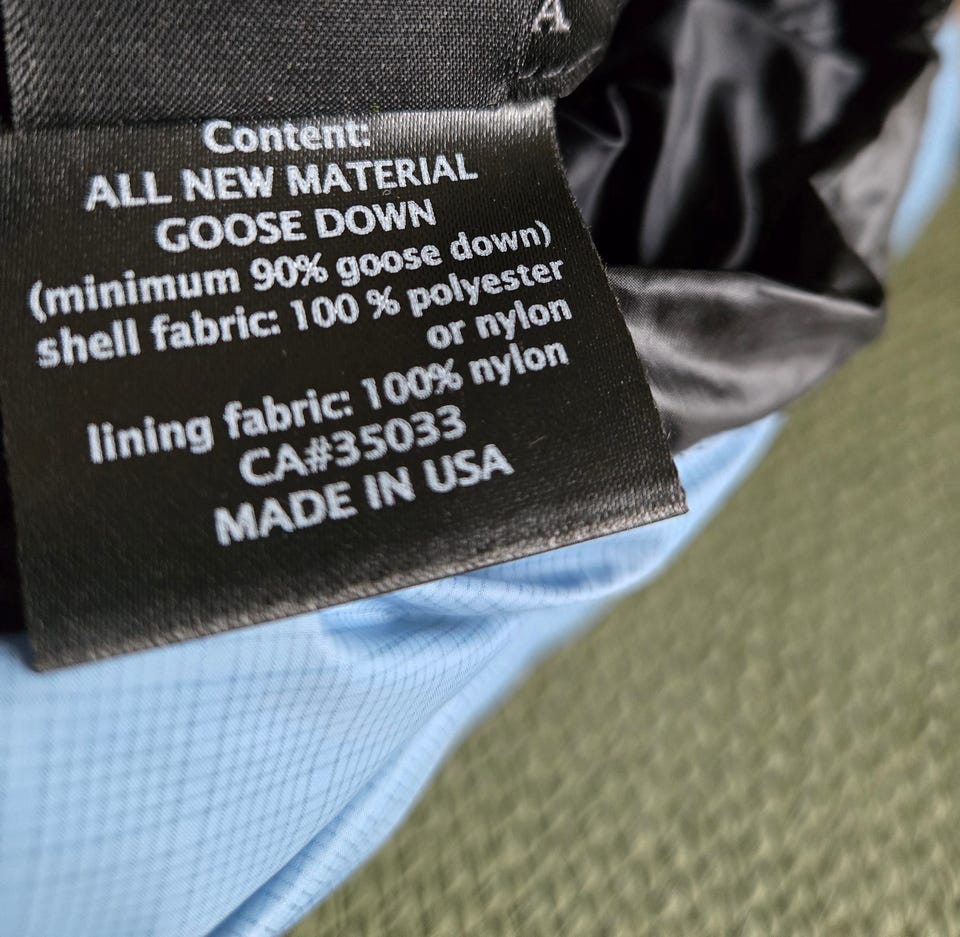 A
Content:
ALL NEW MATERIAL
GOOSE DOWN
(minimum 90% goose down)
shell fabric: 100 % polyester
or nylon
lining fabric: 100% nylon
CA#35033
MADE IN USA